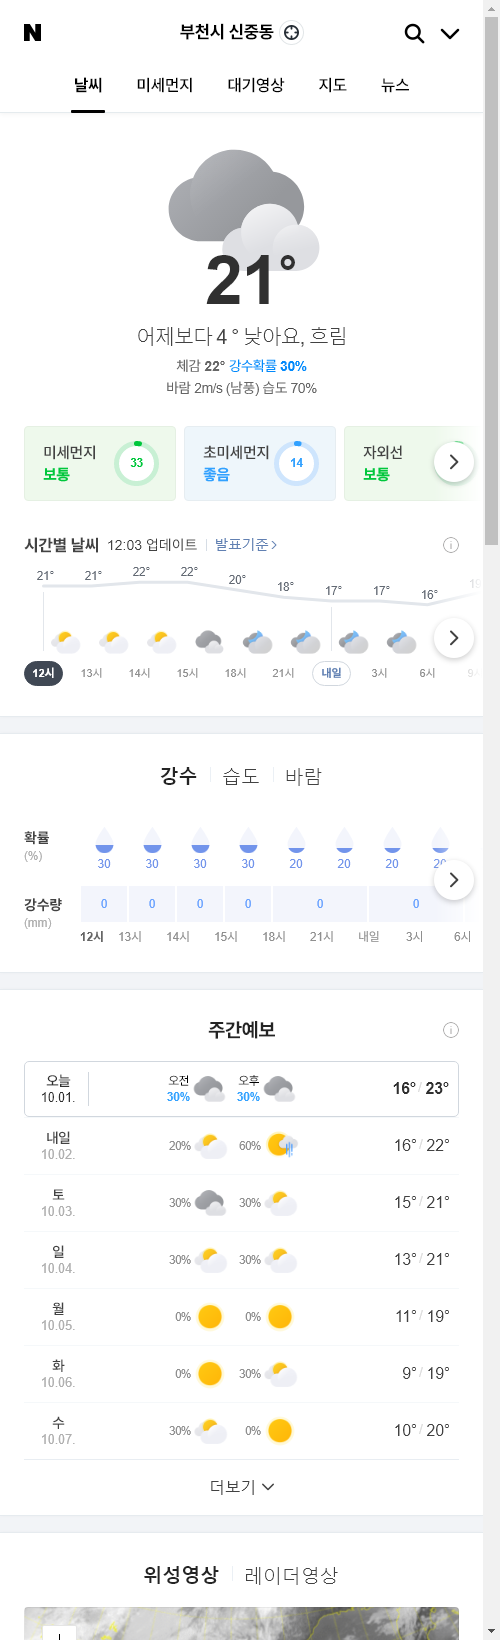 N 부천시 신중동
날씨 미세먼지 대기영상 지도 뉴스
21°
어제보다 4 ° 낮아요, 흐림
체감 22° 강수확률 30%
바람 2m/s (남풍) 습도 70%
미세먼지 보통 33
초미세먼지 좋음 14
자외선 보통
시간별 날씨 12:03 업데이트 발표기준
21° 21° 22° 22° 20° 18° 17° 17° 16°
12시 13시 14시 15시 18시 21시 내일 3시 6시
강수 습도 바람
확률 (%) 30 30 30 30 20 20 20 20
강수량 (mm) 0 0 0 0 0 0
12시 13시 14시 15시 18시 21시 내일 3시 6시
주간예보
오늘 10.01. 오전 30% 오후 30% 16° / 23°
내일 10.02. 20% 60% 16° / 22°
토 10.03. 30% 30% 15° / 21°
일 10.04. 30% 30% 13° / 21°
월 10.05. 0% 0% 11° / 19°
화 10.06. 0% 30% 9° / 19°
수 10.07. 30% 0% 10° / 20°
더보기
위성영상 레이더영상